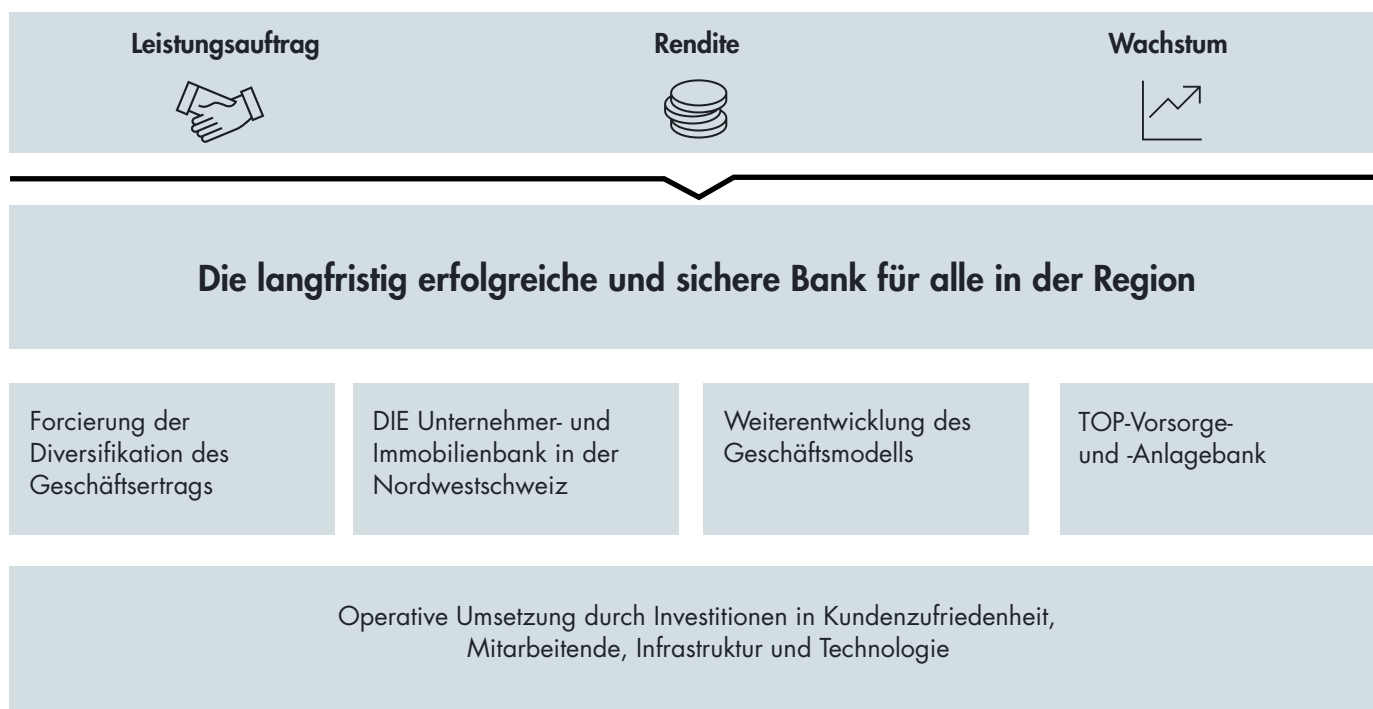 Leistungsauftrag
Rendite
Wachstum
Die langfristig erfolgreiche und sichere Bank für alle in der Region
Forcierung der
Diversifikation des
Geschäftsertrags
DIE Unternehmer- und
Immobilienbank in der
Nordwestschweiz
Weiterentwicklung des
Geschäftsmodells
TOP-Vorsorge-
und -Anlagebank
Operative Umsetzung durch Investitionen in Kundenzufriedenheit,
Mitarbeitende, Infrastruktur und Technologie